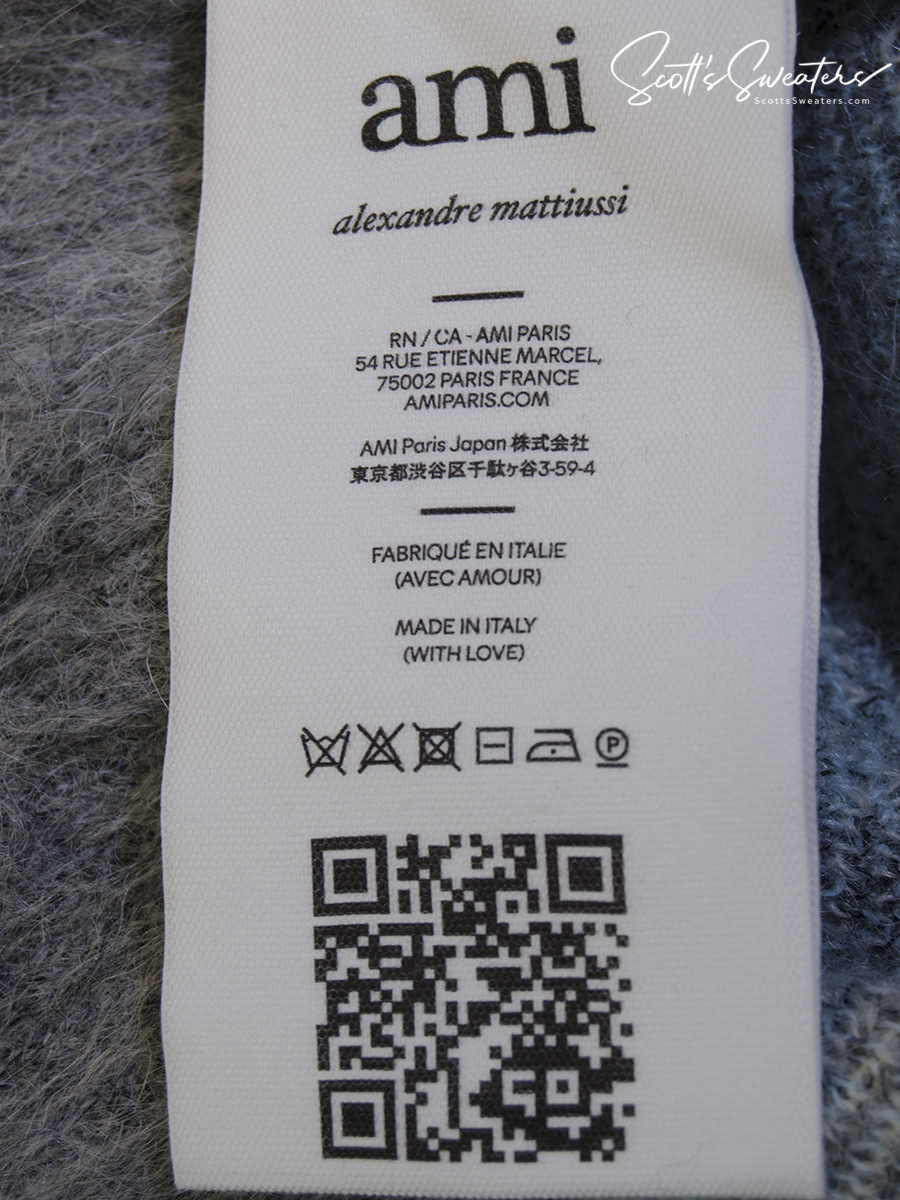 ami
Scott's Sweaters
ScottsSweaters.com
alexandre mattiussi
RN / CA - AMI PARIS
54 RUE ETIENNE MARCEL,
75002 PARIS FRANCE
AMIPARIS.COM
AMI Paris Japan 株式会社
東京都渋谷区千駄ヶ谷3-59-4
FABRIQUÉ EN ITALIE
(AVEC AMOUR)
MADE IN ITALY
(WITH LOVE)
P